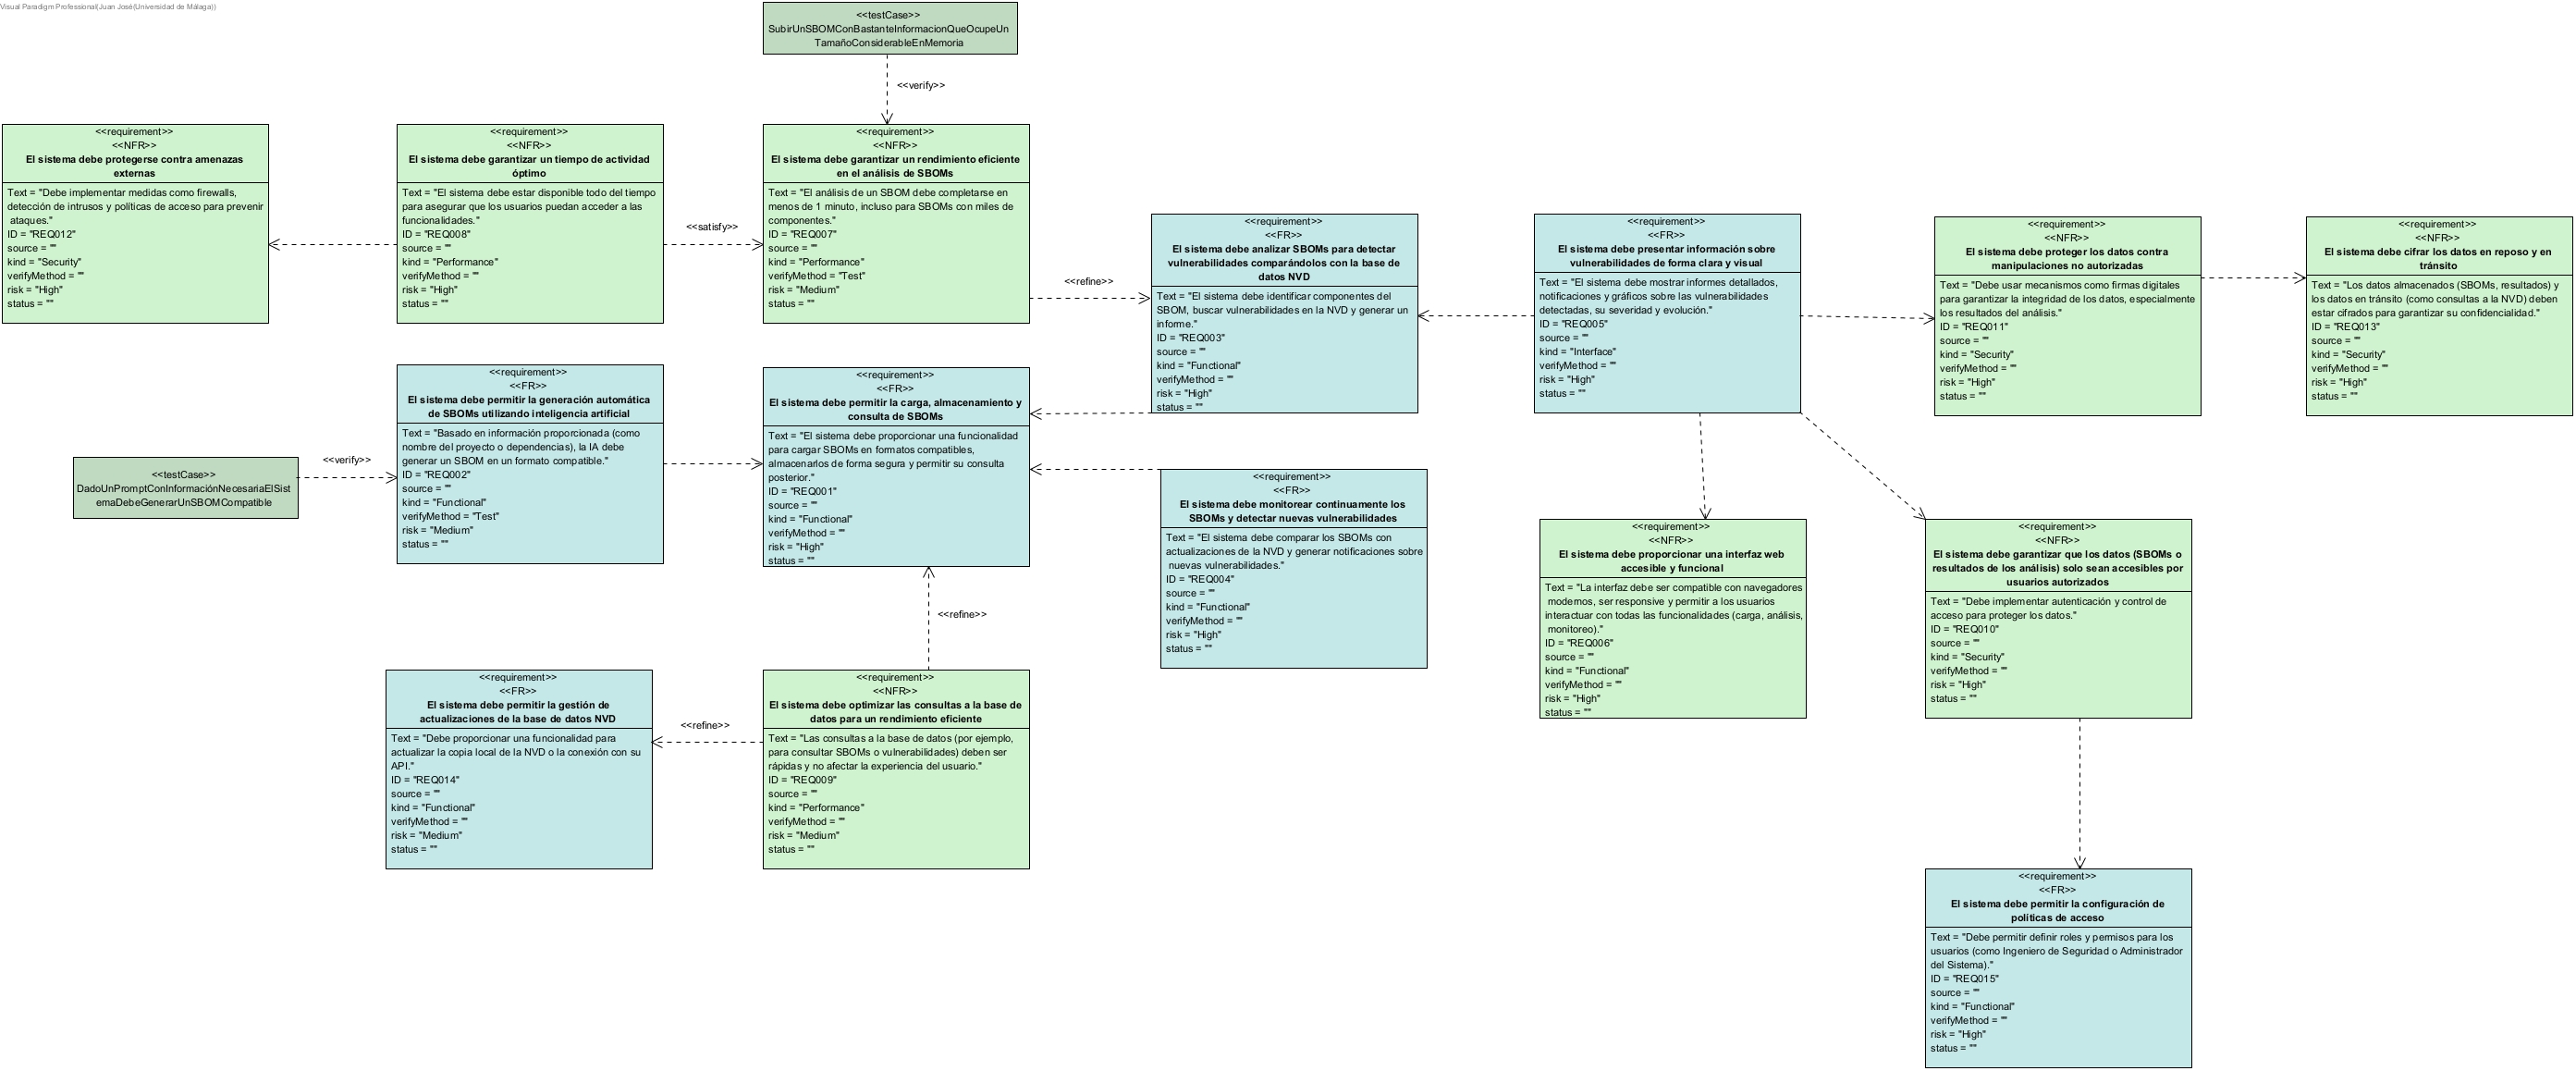 Visual Paradigm Professional(Juan José(Universidad de Málaga))
<<testCase>>
SubirUnSBOMConBastanteInformacionQueOcupeUn
TamañoConsiderableEnMemoria
<<verify>>
<<requirement>>
<<NFR>>
El sistema debe protegerse contra amenazas
externas
Text = "Debe implementar medidas como firewalls,
detección de intrusos y políticas de acceso para prevenir
ataques."
ID = "REQ012"
source = ""
kind = "Security"
verifyMethod = ""
risk = "High"
status = ""
<<requirement>>
<<NFR>>
El sistema debe garantizar un tiempo de actividad
óptimo
Text = "El sistema debe estar disponible todo del tiempo
para asegurar que los usuarios puedan acceder a las
funcionalidades."
ID = "REQ008"
source = ""
kind = "Performance"
verifyMethod = ""
risk = "High"
status = ""
<<satisfy>>
<<requirement>>
<<NFR>>
El sistema debe garantizar un rendimiento eficiente
en el análisis de SBOMs
Text = "El análisis de un SBOM debe completarse en
menos de 1 minuto, incluso para SBOMs con miles de
componentes."
ID = "REQ007"
source = ""
kind = "Performance"
verifyMethod = "Test"
risk = "Medium"
status = ""
<<refine>>
<<requirement>>
<<FR>>
El sistema debe analizar SBOMs para detectar
vulnerabilidades comparándolos con la base de
datos NVD
Text = "El sistema debe identificar componentes del
SBOM, buscar vulnerabilidades en la NVD y generar un
informe."
ID = "REQ003"
source = ""
kind = "Functional"
verifyMethod = ""
risk = "High"
status = ""
<<requirement>>
<<FR>>
El sistema debe presentar información sobre
vulnerabilidades de forma clara y visual
Text = "El sistema debe mostrar informes detallados,
notificaciones y gráficos sobre las vulnerabilidades
detectadas, su severidad y evolución."
ID = "REQ005"
source = ""
kind = "Interface"
verifyMethod = ""
risk = "High"
status = ""
<<requirement>>
<<NFR>>
El sistema debe proteger los datos contra
manipulaciones no autorizadas
Text = "Debe usar mecanismos como firmas digitales
para garantizar la integridad de los datos, especialmente
los resultados del análisis."
ID = "REQ011"
source = ""
kind = "Security"
verifyMethod = ""
risk = "High"
status = ""
<<requirement>>
<<NFR>>
El sistema debe cifrar los datos en reposo y en
tránsito
Text = "Los datos almacenados (SBOMs, resultados) y
los datos en tránsito (como consultas a la NVD) deben
estar cifrados para garantizar su confidencialidad."
ID = "REQ013"
source = ""
kind = "Security"
verifyMethod = ""
risk = "High"
status = ""
<<testCase>>
DadoUnPromptConInformaciónNecesariaElSist
emaDebeGenerarUnSBOMCompatible
<<verify>>
<<requirement>>
<<FR>>
El sistema debe permitir la generación automática
de SBOMs utilizando inteligencia artificial
Text = "Basado en información proporcionada (como
nombre del proyecto o dependencias), la IA debe
generar un SBOM en un formato compatible."
ID = "REQ002"
source = ""
kind = "Functional"
verifyMethod = "Test"
risk = "Medium"
status = ""
<<requirement>>
<<FR>>
El sistema debe permitir la carga, almacenamiento y
consulta de SBOMs
Text = "El sistema debe proporcionar una funcionalidad
para cargar SBOMs en formatos compatibles,
almacenarlos de forma segura y permitir su consulta
posterior."
ID = "REQ001"
source = ""
kind = "Functional"
verifyMethod = ""
risk = "High"
status = ""
<<requirement>>
<<FR>>
El sistema debe monitorear continuamente los
SBOMs y detectar nuevas vulnerabilidades
Text = "El sistema debe comparar los SBOMs con
actualizaciones de la NVD y generar notificaciones sobre
nuevas vulnerabilidades."
ID = "REQ004"
source = ""
kind = "Functional"
verifyMethod = ""
risk = "High"
status = ""
<<requirement>>
<<NFR>>
El sistema debe proporcionar una interfaz web
accesible y funcional
Text = "La interfaz debe ser compatible con navegadores
modernos, ser responsive y permitir a los usuarios
interactuar con todas las funcionalidades (carga, análisis,
monitoreo)."
ID = "REQ006"
source = ""
kind = "Functional"
verifyMethod = ""
risk = "High"
status = ""
<<requirement>>
<<NFR>>
El sistema debe garantizar que los datos (SBOMs o
resultados de los análisis) solo sean accesibles por
usuarios autorizados
Text = "Debe implementar autenticación y control de
acceso para proteger los datos."
ID = "REQ010"
source = ""
kind = "Security"
verifyMethod = ""
risk = "High"
status = ""
<<refine>>
<<requirement>>
<<FR>>
El sistema debe permitir la gestión de
actualizaciones de la base de datos NVD
Text = "Debe proporcionar una funcionalidad para
actualizar la copia local de la NVD o la conexión con su
API."
ID = "REQ014"
source = ""
kind = "Functional"
verifyMethod = ""
risk = "Medium"
status = ""
<<refine>>
<<requirement>>
<<NFR>>
El sistema debe optimizar las consultas a la base de
datos para un rendimiento eficiente
Text = "Las consultas a la base de datos (por ejemplo,
para consultar SBOMs o vulnerabilidades) deben ser
rápidas y no afectar la experiencia del usuario."
ID = "REQ009"
source = ""
kind = "Performance"
verifyMethod = ""
risk = "Medium"
status = ""
<<requirement>>
<<FR>>
El sistema debe permitir la configuración de
políticas de acceso
Text = "Debe permitir definir roles y permisos para los
usuarios (como Ingeniero de Seguridad o Administrador
del Sistema)."
ID = "REQ015"
source = ""
kind = "Functional"
verifyMethod = ""
risk = "High"
status = ""